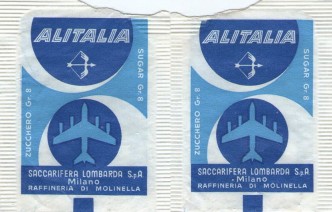 ALITALIA
ZUCCHERO Gr. 8
SUGAR Gr. 8
SACCARIFERA LOMBARDA S.p.A.
Milano
RAFFINERIA DI MOLINELLA
ALITALIA
ZUCCHERO Gr. 8
SUGAR Gr. 8
SACCARIFERA LOMBARDA S.p.A.
- Milano
RAFFINERIA DI MOLINELLA